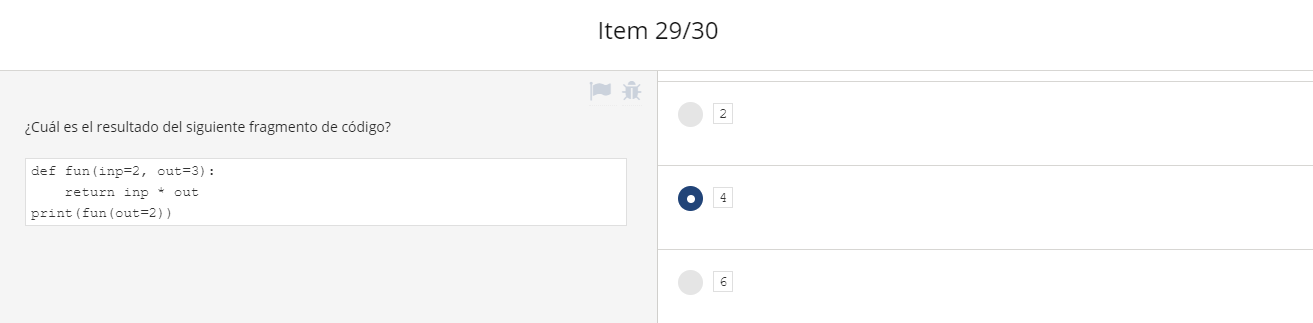 Item 29/30
¿Cuál es el resultado del siguiente fragmento de código?
def fun(inp=2, out=3):
    return inp * out
print(fun(out=2))
2
4
6